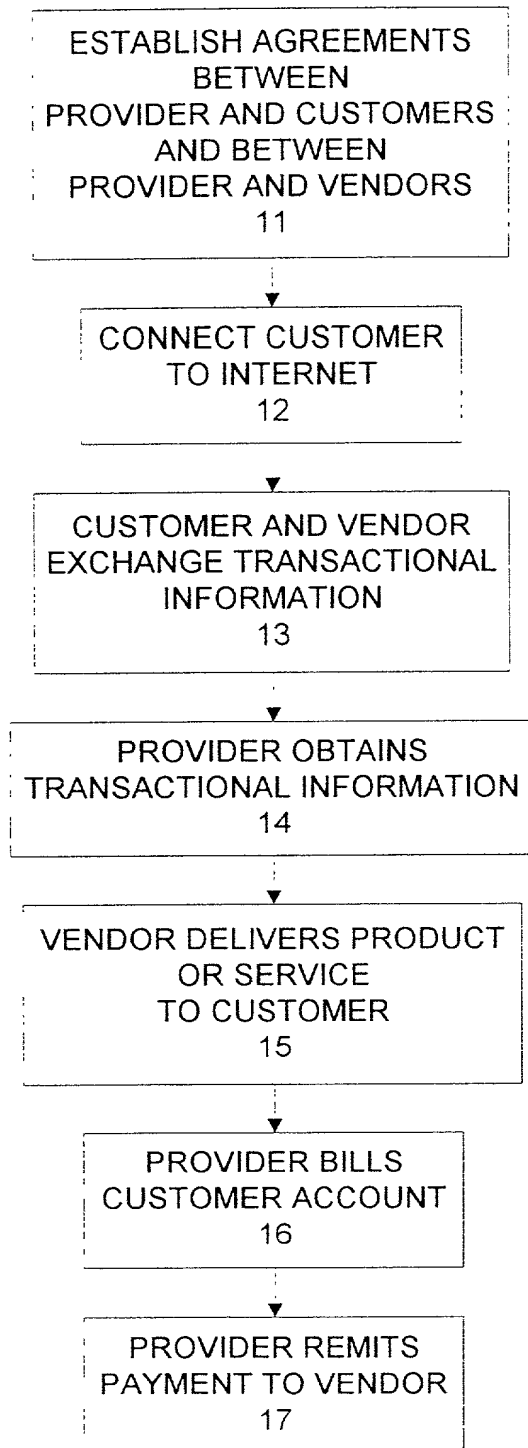 ESTABLISH AGREEMENTS
BETWEEN
PROVIDER AND CUSTOMERS
AND BETWEEN
PROVIDER AND VENDORS
11
CONNECT CUSTOMER
TO INTERNET
12
CUSTOMER AND VENDOR
EXCHANGE TRANSACTIONAL
INFORMATION
13
PROVIDER OBTAINS
TRANSACTIONAL INFORMATION
14
VENDOR DELIVERS PRODUCT
OR SERVICE
TO CUSTOMER
15
PROVIDER BILLS
CUSTOMER ACCOUNT
16
PROVIDER REMITS
PAYMENT TO VENDOR
17